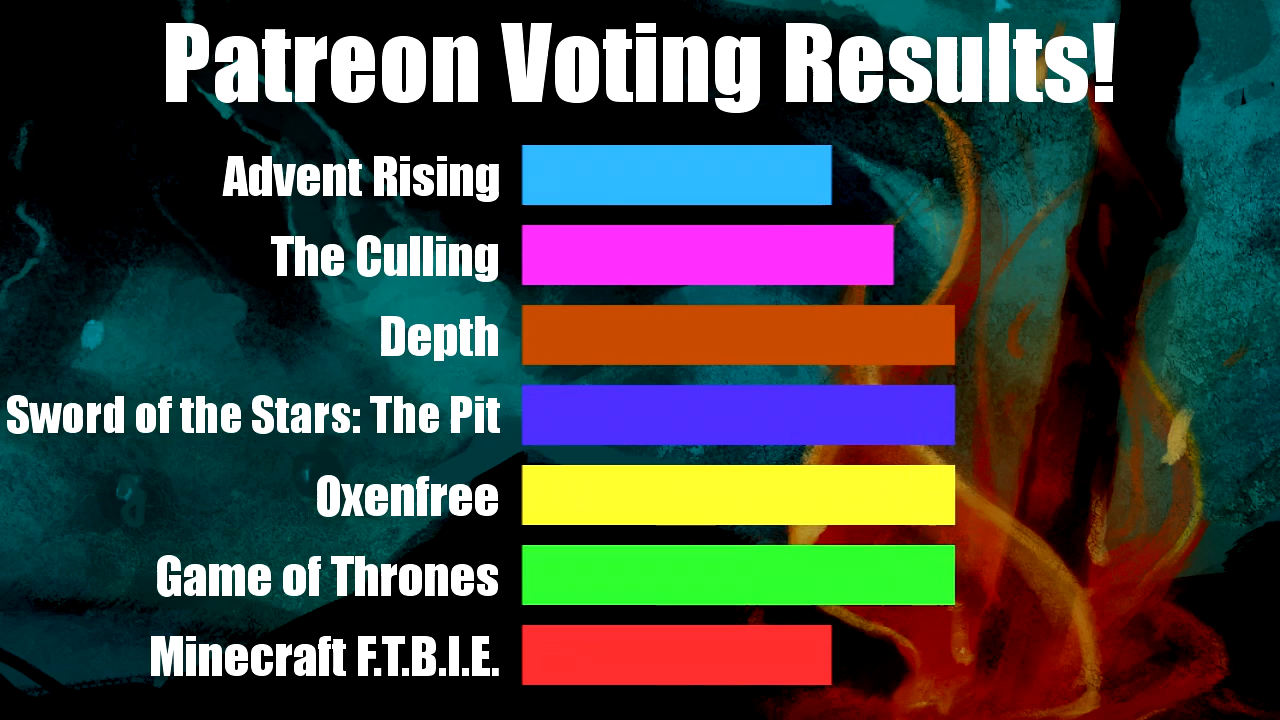 Patreon Voting Results!
Advent Rising
The Culling
Depth
Sword of the Stars: The Pit
Oxenfree
Game of Thrones
Minecraft F.T.B.I.E.